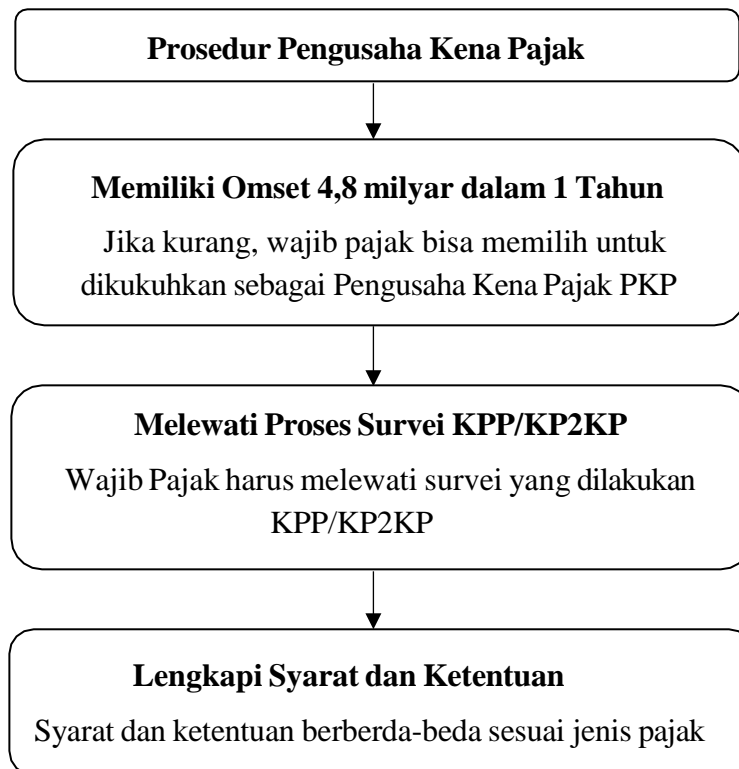 Prosedur Pengusaha Kena Pajak
Memiliki Omset 4,8 milyar dalam 1 Tahun
Jika kurang, wajib pajak bisa memilih untuk
dikukuhkan sebagai Pengusaha Kena Pajak PKP
Melewati Proses Survei KPP/KP2KP
Wajib Pajak harus melewati survei yang dilakukan
KPP/KP2KP
Lengkapi Syarat dan Ketentuan
Syarat dan ketentuan berberda-beda sesuai jenis pajak